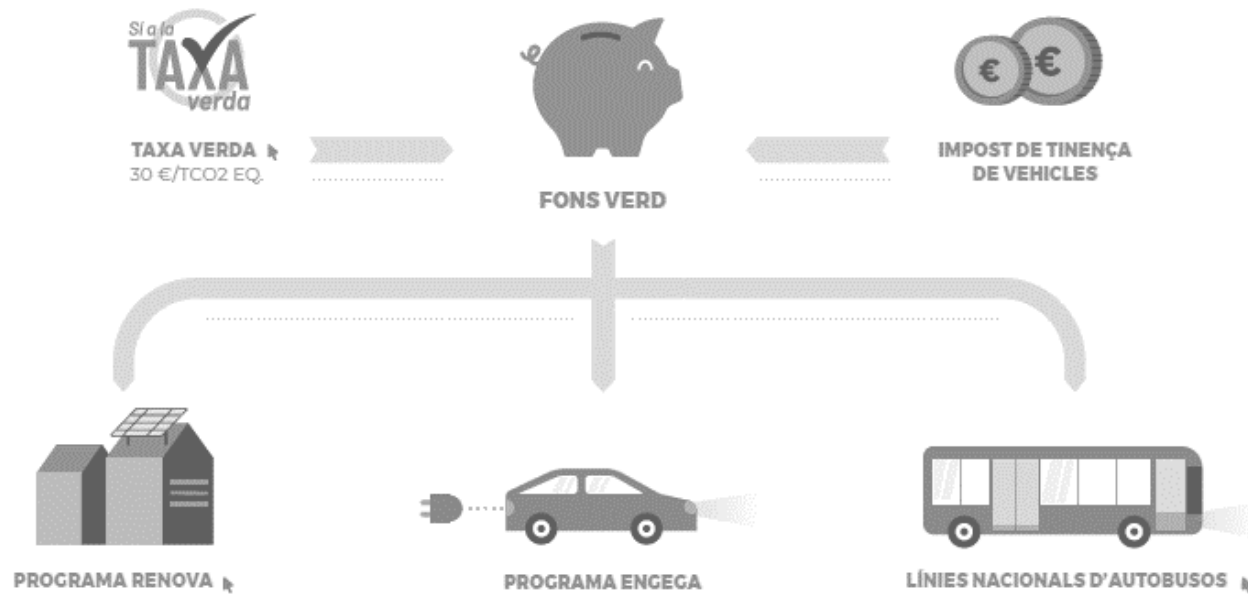 Sí a la
TAXA
verda
TAXA VERDA
30 €/TCO2 EQ.
FONS VERD
€ €
IMPOST DE TINENÇA
DE VEHICLES
PROGRAMA RENOVA
PROGRAMA ENGEGA
LÍNIES NACIONALS D'AUTOBUSOS